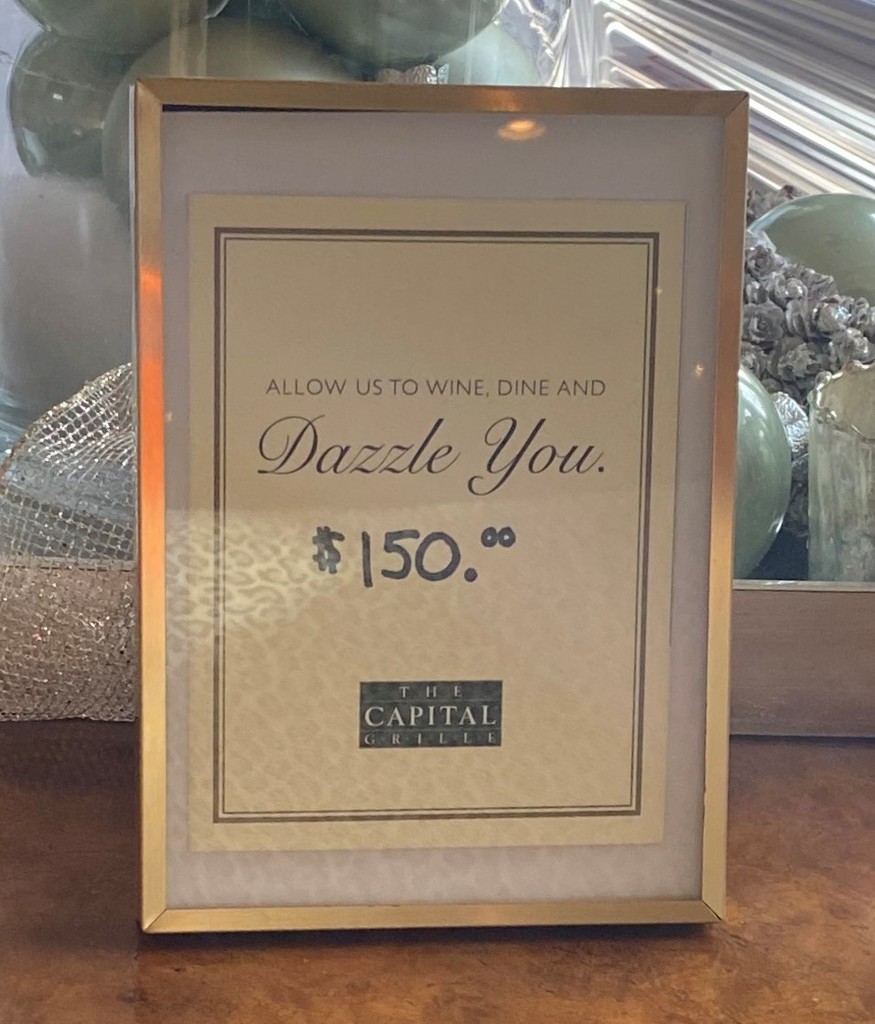 ALLOW US TO WINE, DINE AND
Dazzle You.
$150.00
THE
CAPITAL
GRILLE